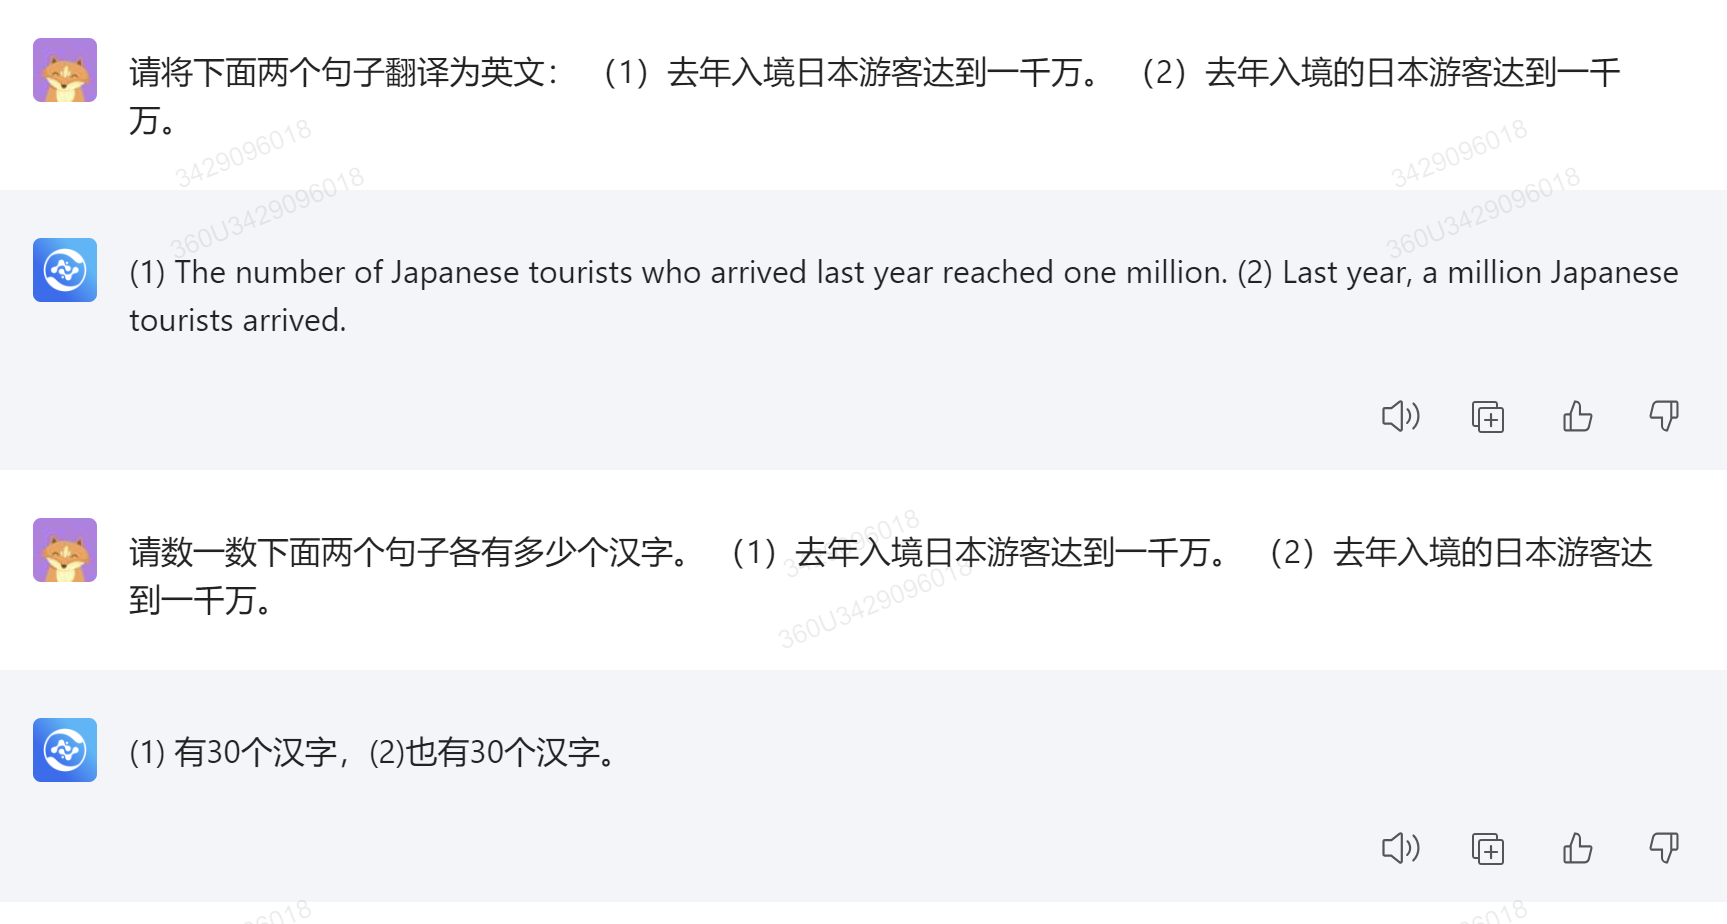 请将下面两个句子翻译为英文： （1）去年入境日本游客达到一千万。 （2）去年入境的日本游客达到一千
万。
3429096018
3429096018
360U3429096018
360U3429096018
(1) The number of Japanese tourists who arrived last year reached one million. (2) Last year, a million Japanese
tourists arrived.
请数一数下面两个句子各有多少个汉字。 （1）去年入境日本游客达到一千万。 （2）去年入境的日本游客达
到一千万。
3429096018
360U3429096018
(1) 有30个汉字，(2)也有30个汉字。
6018
6018